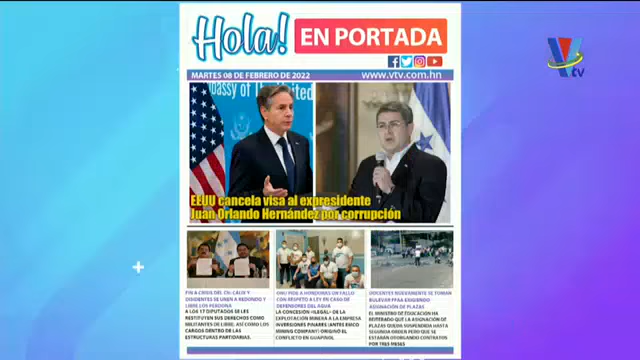 Hola! EN PORTADA
VTV
MARTES 08 DE FEBRERO DE 2022
www.vtv.com.hn
EEUU cancela visa al expresidente
Juan Orlando Hernández por corrupción
FIN A CRISIS DEL CN: CALIX Y
DISIDENTES SE UNEN A REDONDO Y
LIBRE LOS PERDONA
A LOS 17 DIPUTADOS DE LES
RESTITUYEN SUS DERECHOS COMO
MILITANTES DE LIBRE, ASÍ COMO LOS
CARGOS DENTRO DE LAS
ESTRUCTURAS PARTIDARIAS.
ONU PIDE A HONDURAS UN FALLO
CON RESPETO A LEY EN CASO DE
DEFENSORES DEL AGUA
LA CONCESIÓN «ILEGAL» DE LA
EXPLOTACIÓN MINERA A LA EMPRESA
INVERSIONES PINARES (ANTES EMCO
MINING COMPANY) ORIGINÓ EL
CONFLICTO EN GUAPINOL
DOCENTES NUEVAMENTE SE TOMAN
BULEVAR FFAA EXIGIENDO
ASIGNACIÓN DE PLAZAS
EL MINISTRO DE EDUCACIÓN HA
REITERADO QUE LA ASIGNACIÓN DE
PLAZAS QUEDA SUSPENDIDA HASTA
SEGUNDA ORDEN PERO QUE SE
ESTARÁN OTORGANDO CONTRATOS
POR TRES MESES